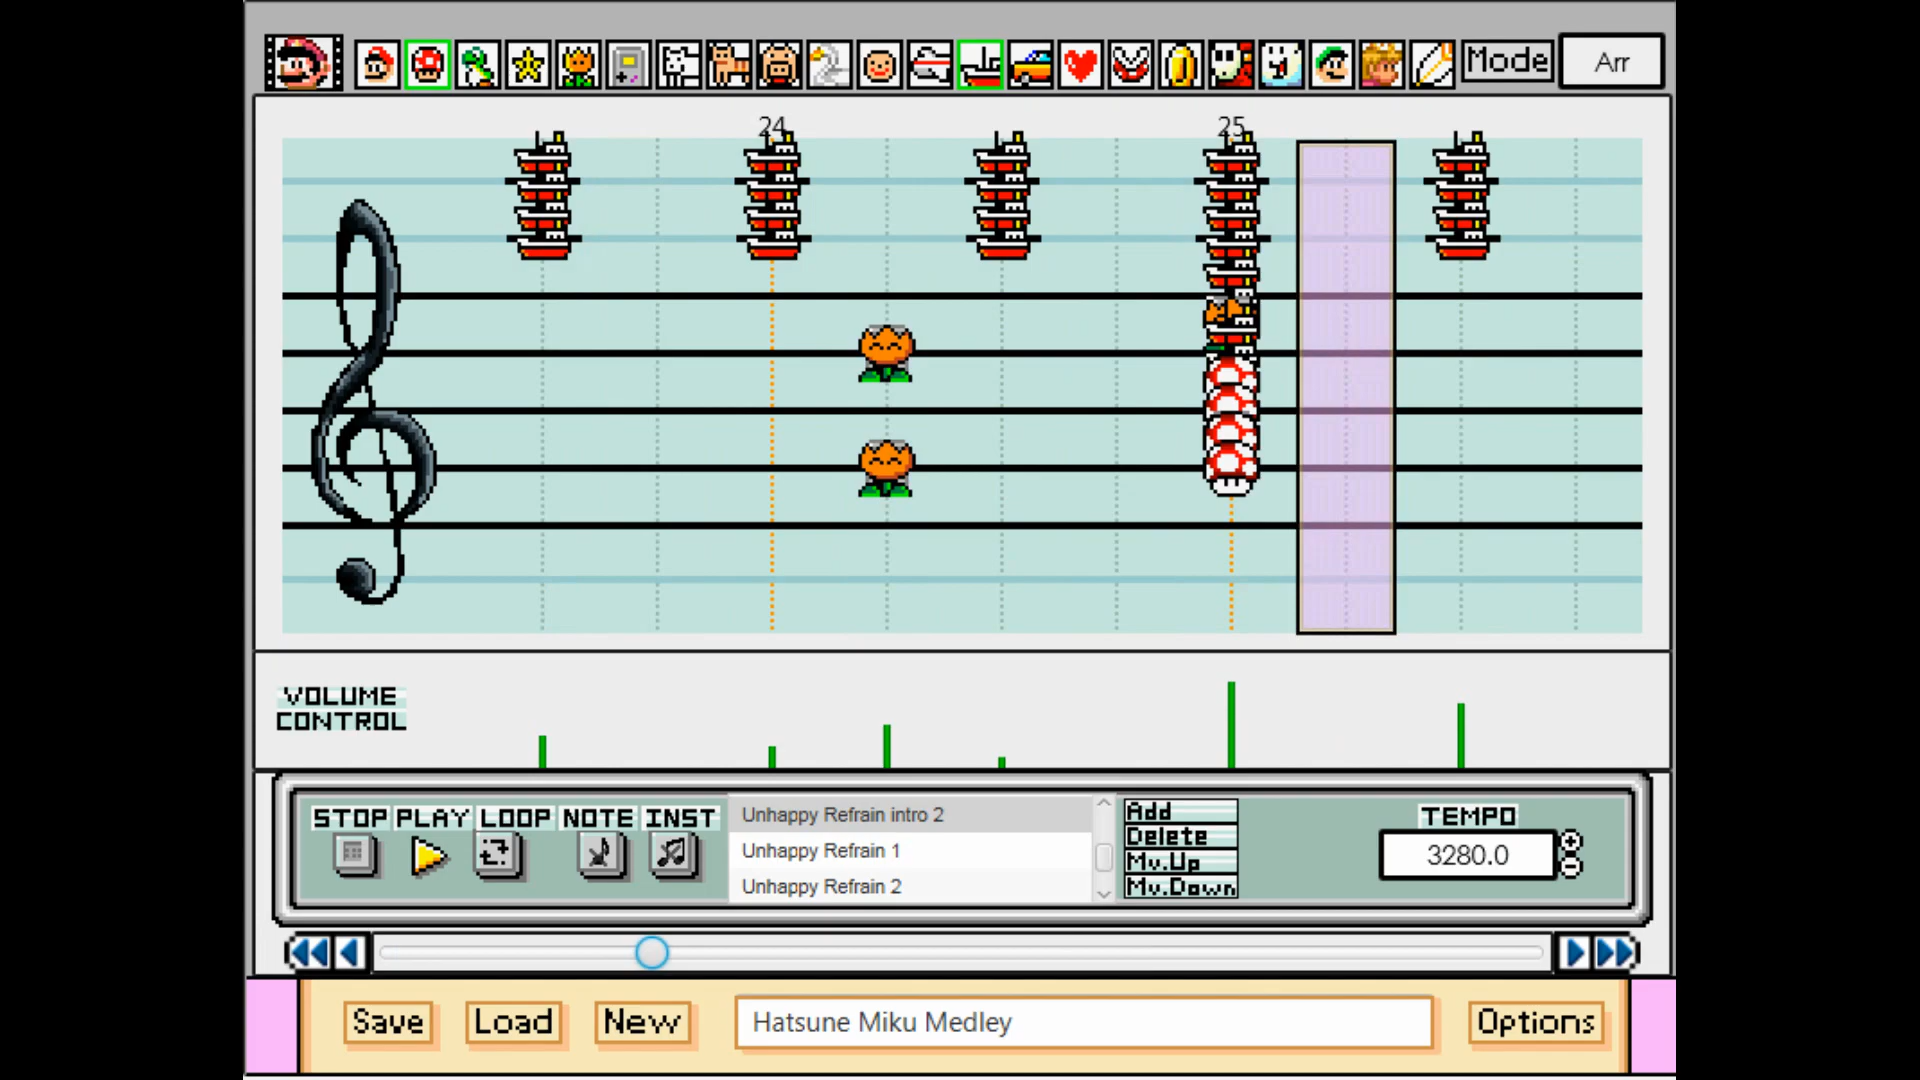 Mode
Arr
24
25
VOLUME
CONTROL
STOP PLAY LOOP NOTE INST
Unhappy Refrain intro 2
Unhappy Refrain 1
Unhappy Refrain 2
Add
Delete
Mv.Up
Mv.Down
TEMPO
3280.0
Save
Load
New
Hatsune Miku Medley
Options